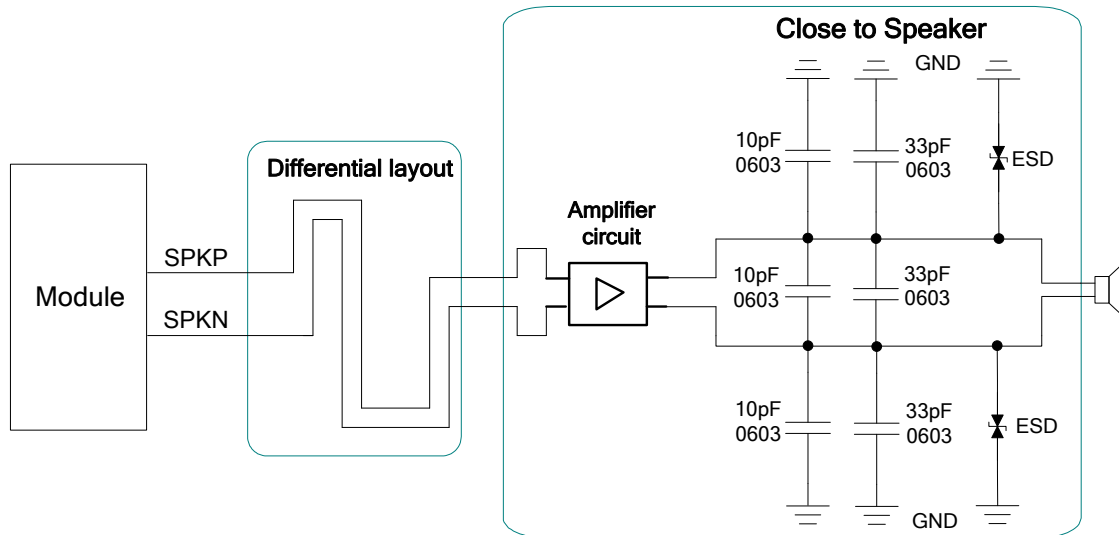 Close to Speaker
GND
10pF
0603
33pF
0603
ESD
Differential layout
Amplifier
circuit
SPKP
Module
SPKN
10pF
0603
33pF
0603
10pF
0603
33pF
0603
ESD
GND